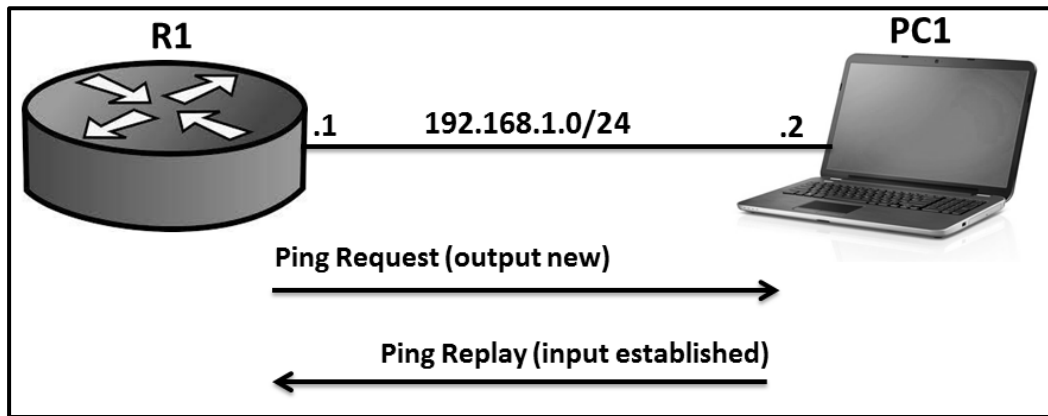 R1
PC1
.1
192.168.1.0/24
.2
Ping Request (output new)
Ping Replay (input established)